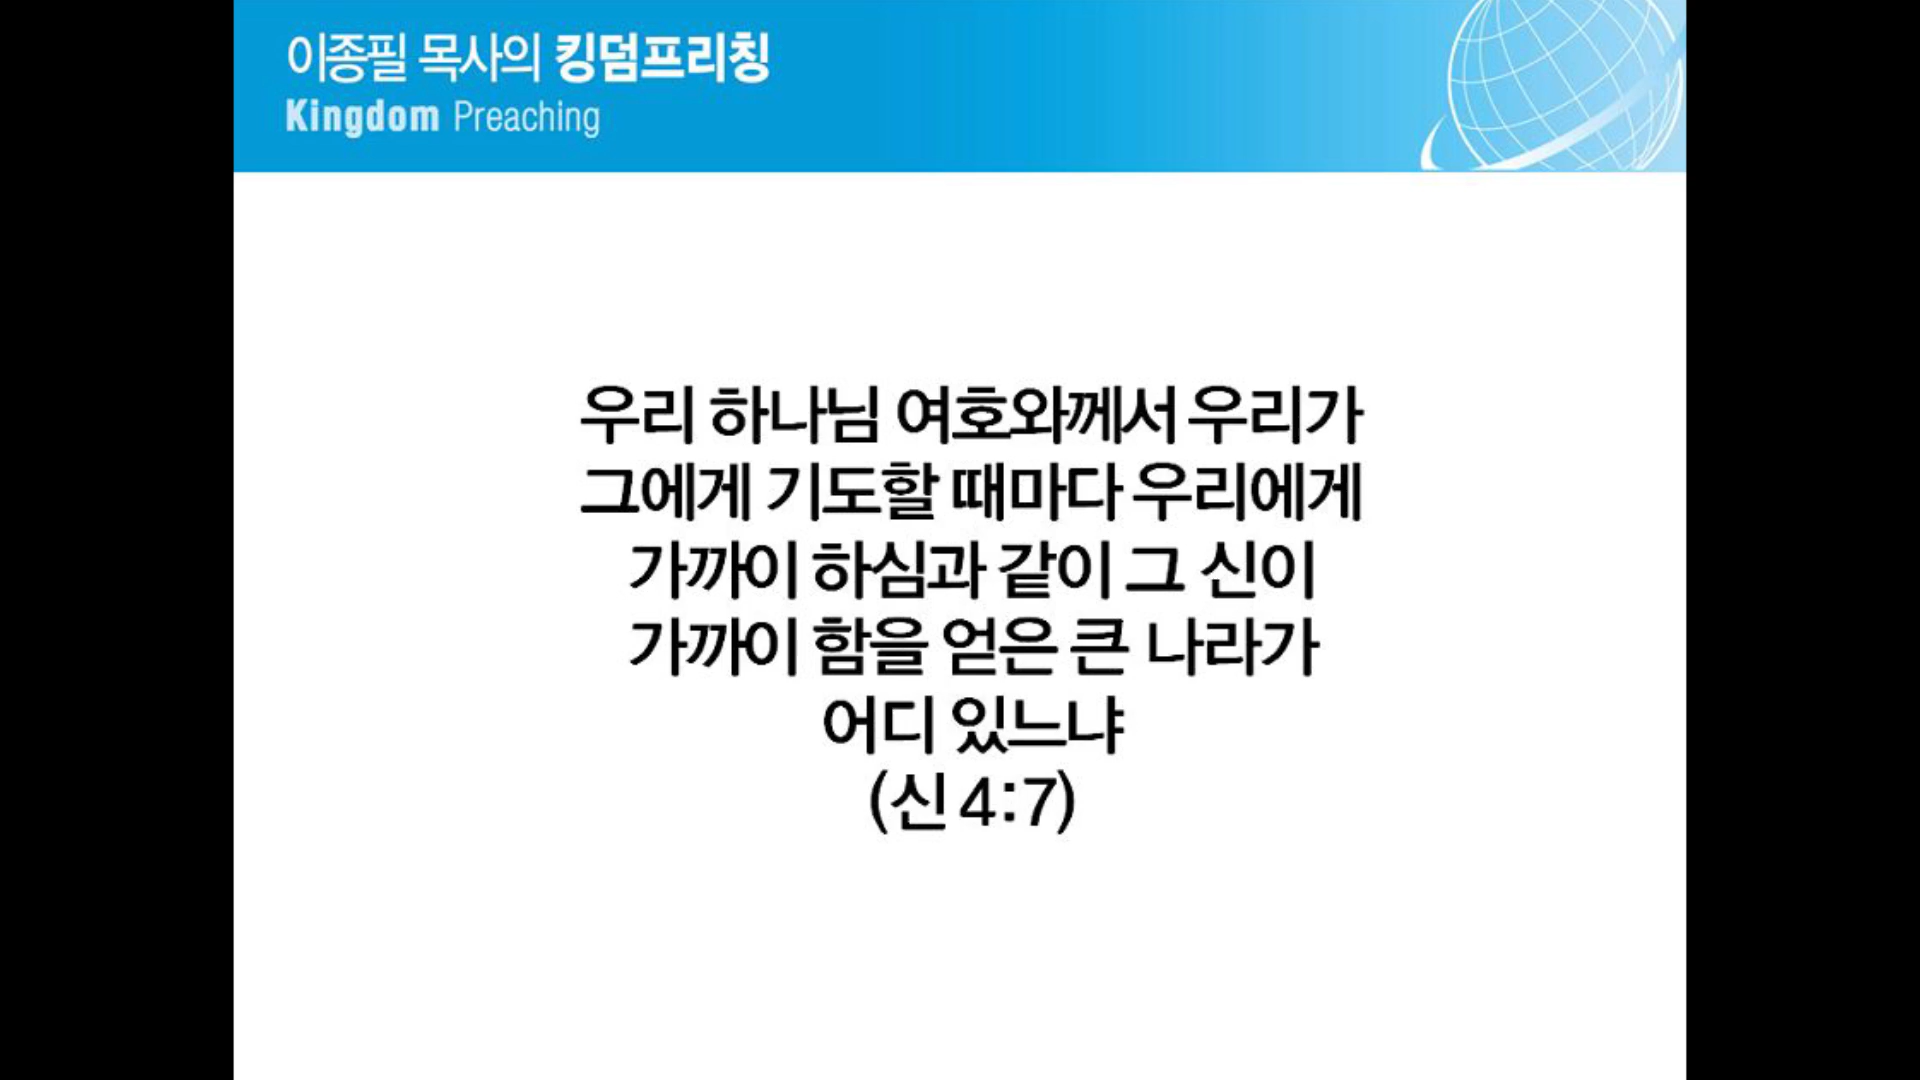 이종필 목사의 킹덤프리칭
Kingdom Preaching
우리 하나님 여호와께서 우리가
그에게 기도할 때마다 우리에게
가까이 하심과 같이 그 신이
가까이 함을 얻은 큰 나라가
어디 있느냐
(신 4:7)